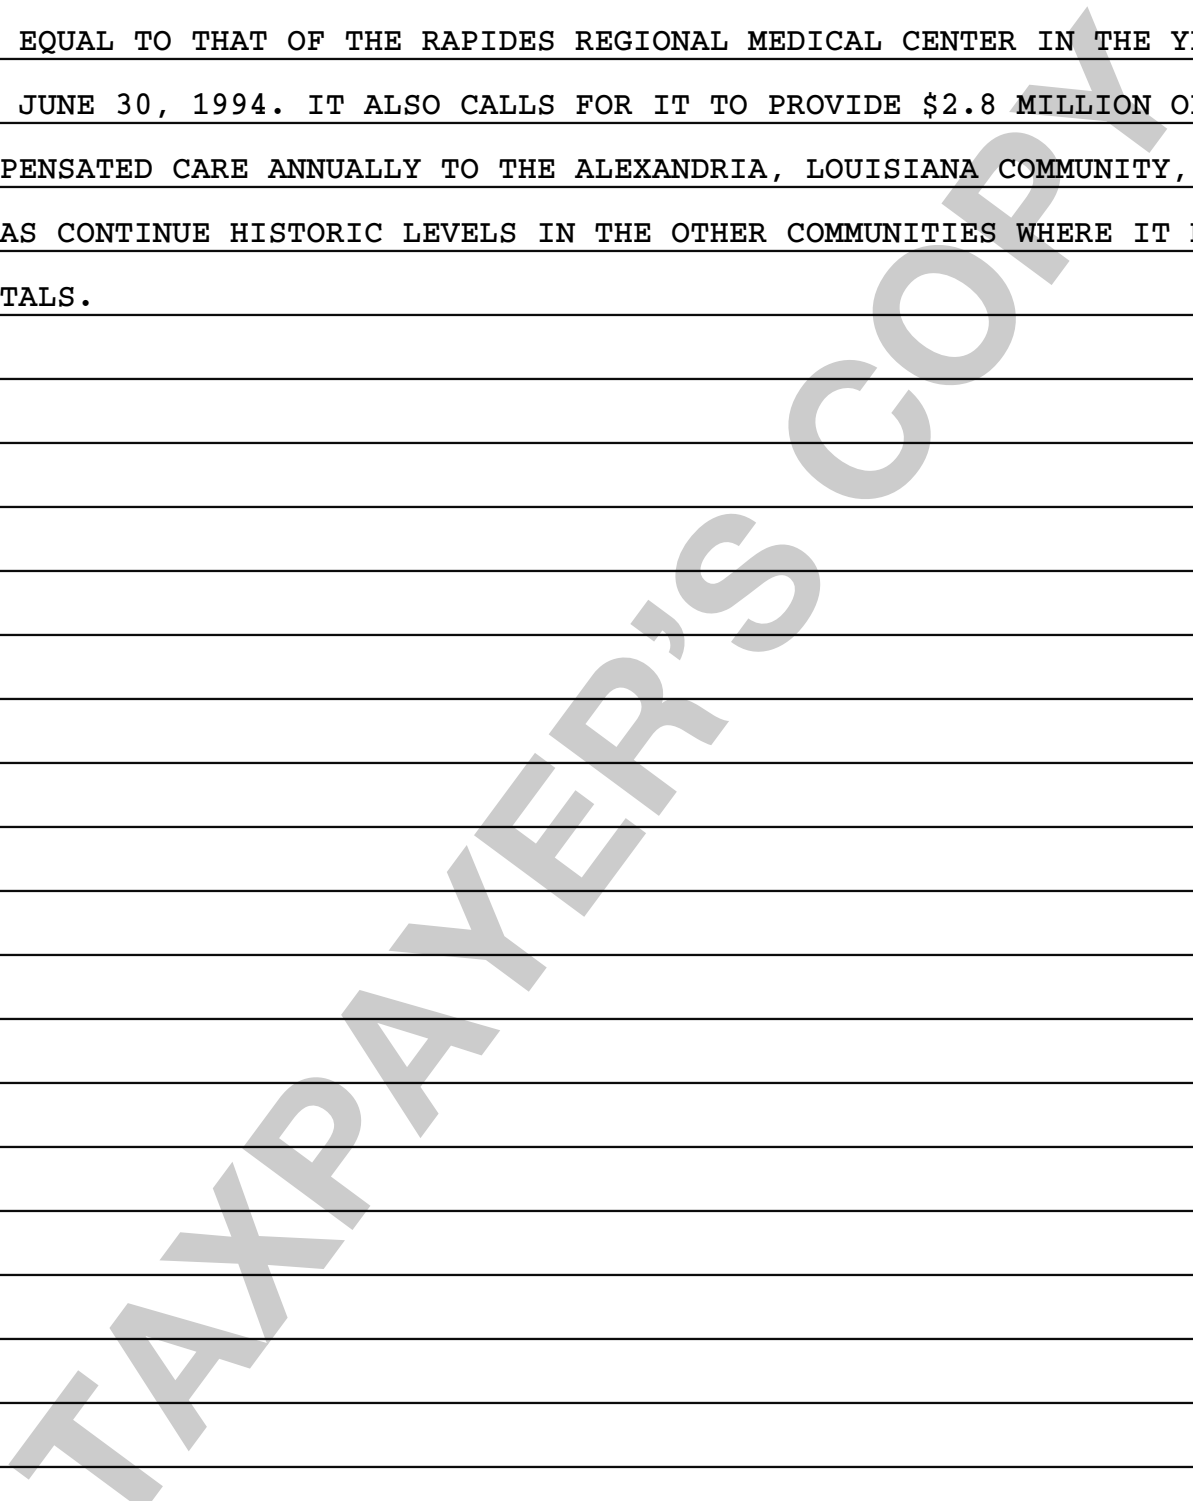 EQUAL TO THAT OF THE RAPIDES REGIONAL MEDICAL CENTER IN THE
JUNE 30, 1994. IT ALSO CALLS FOR IT TO PROVIDE $2.8 MILLION
PENSATED CARE ANNUALLY TO THE ALEXANDRIA, LOUISIANA COMMUNITY,
AS CONTINUE HISTORIC LEVELS IN THE OTHER COMMUNITIES WHERE IT
TALS.
TAXPAYER'S COPY